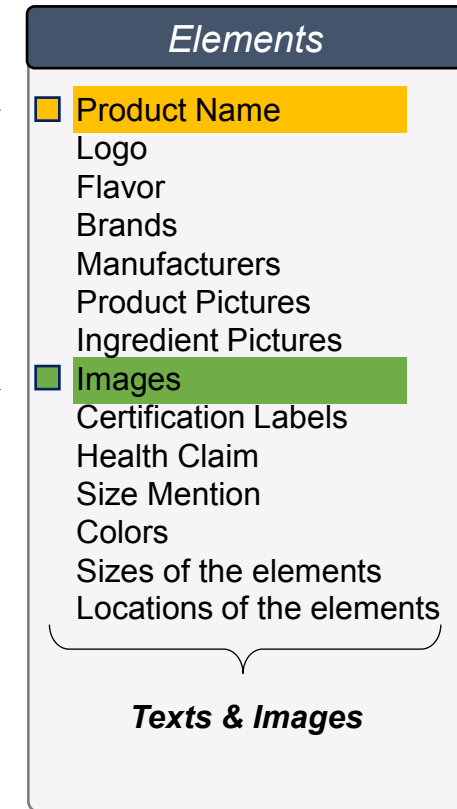 Elements
Product Name
Logo
Flavor
Brands
Manufacturers
Product Pictures
Ingredient Pictures
Images
Certification Labels
Health Claim
Size Mention
Colors
Sizes of the elements
Locations of the elements
Texts & Images